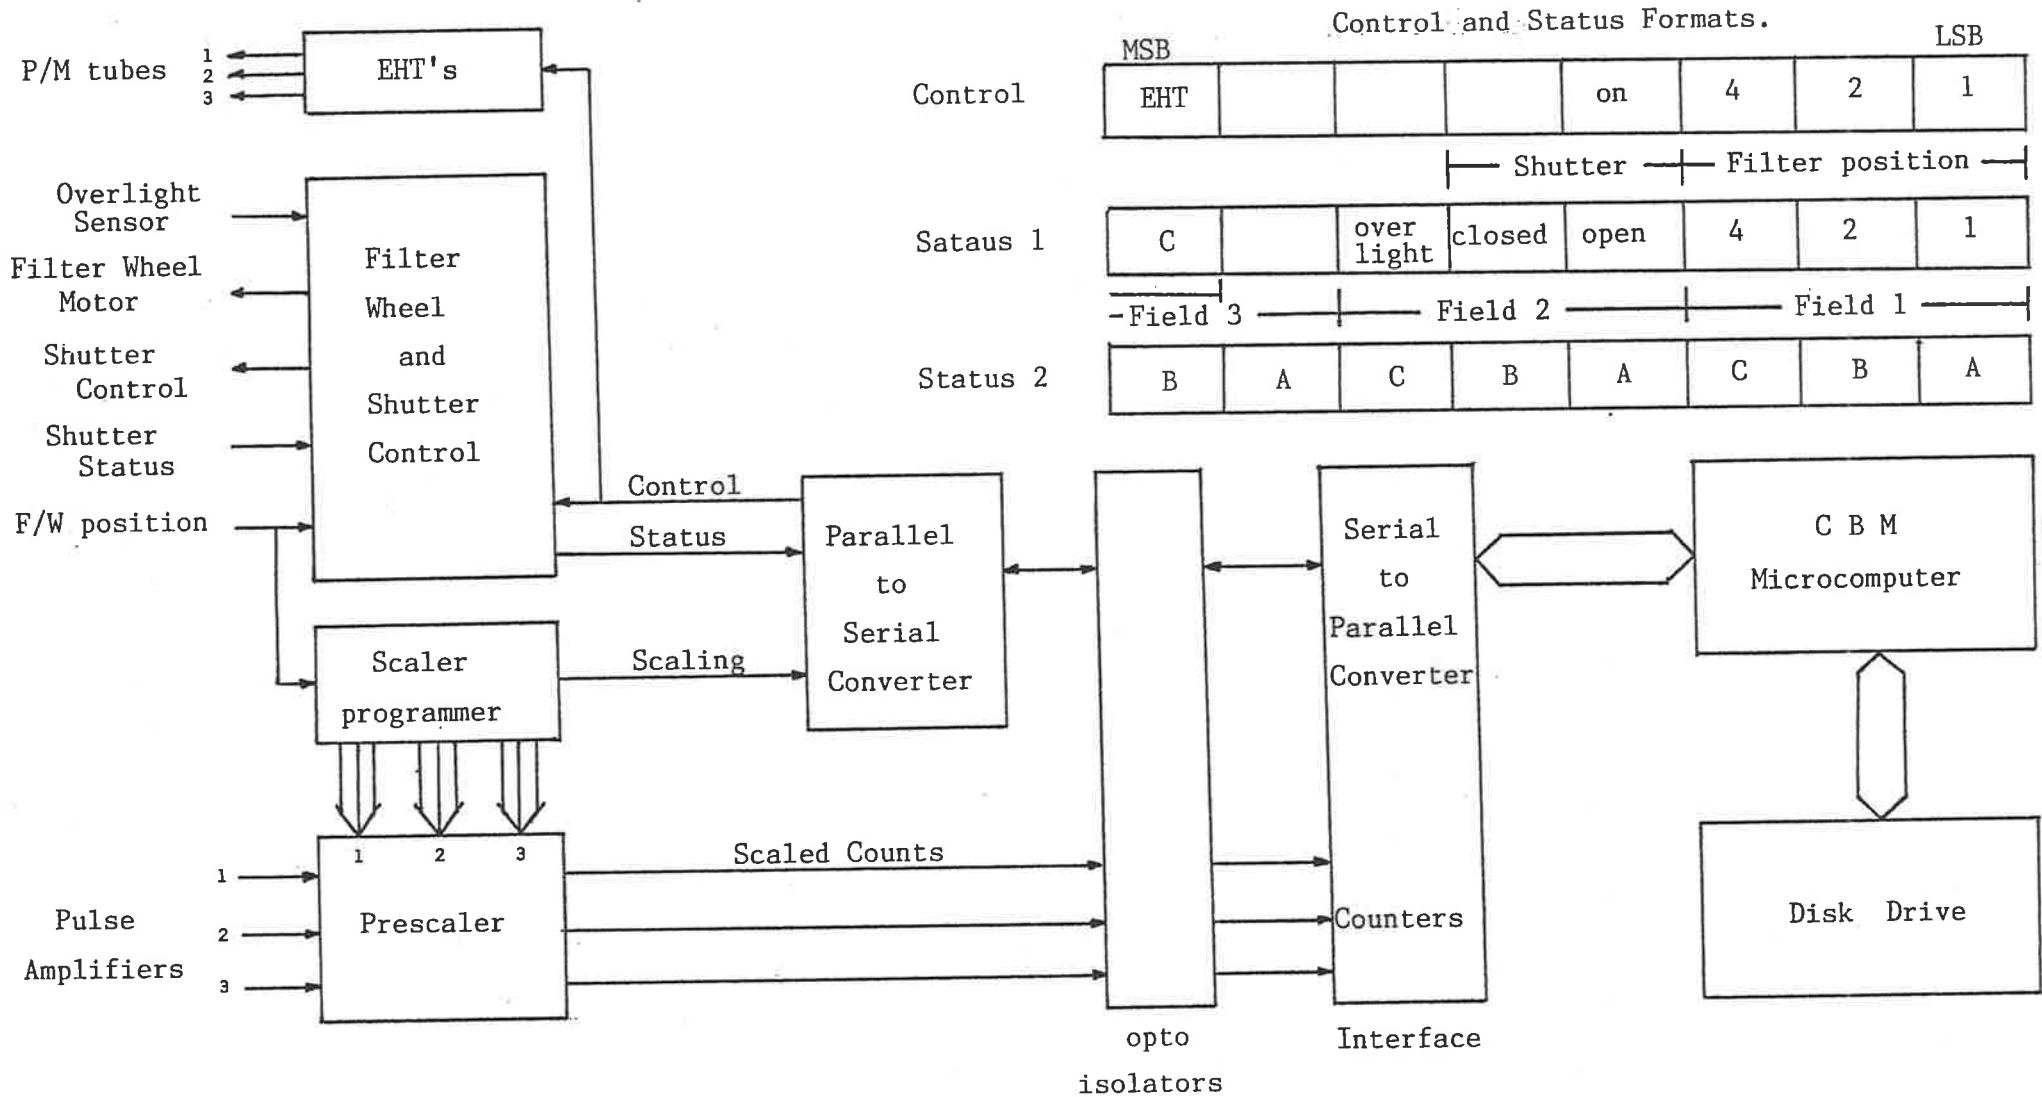 Control and Status Formats.
MSB
LSB
Control
EHT
on
4
2
1
Shutter
Filter position
Sataus 1
C
over
light
closed
open
4
2
1
Field 3
Field 2
Field 1
Status 2
B
A
C
B
A
C
B
A
P/M tubes
1
2
3
EHT's
Overlight
Sensor
Filter Wheel
Motor
Shutter
Control
Shutter
Status
F/W position
Filter
Wheel
and
Shutter
Control
Control
Status
Scaling
Scaler
programmer
Parallel
to
Serial
Converter
Serial
to
Parallel
Converter
Counters
C B M
Microcomputer
Disk Drive
1
2
3
Prescaler
Pulse
Amplifiers
1
2
3
Scaled Counts
opto
isolators
Interface